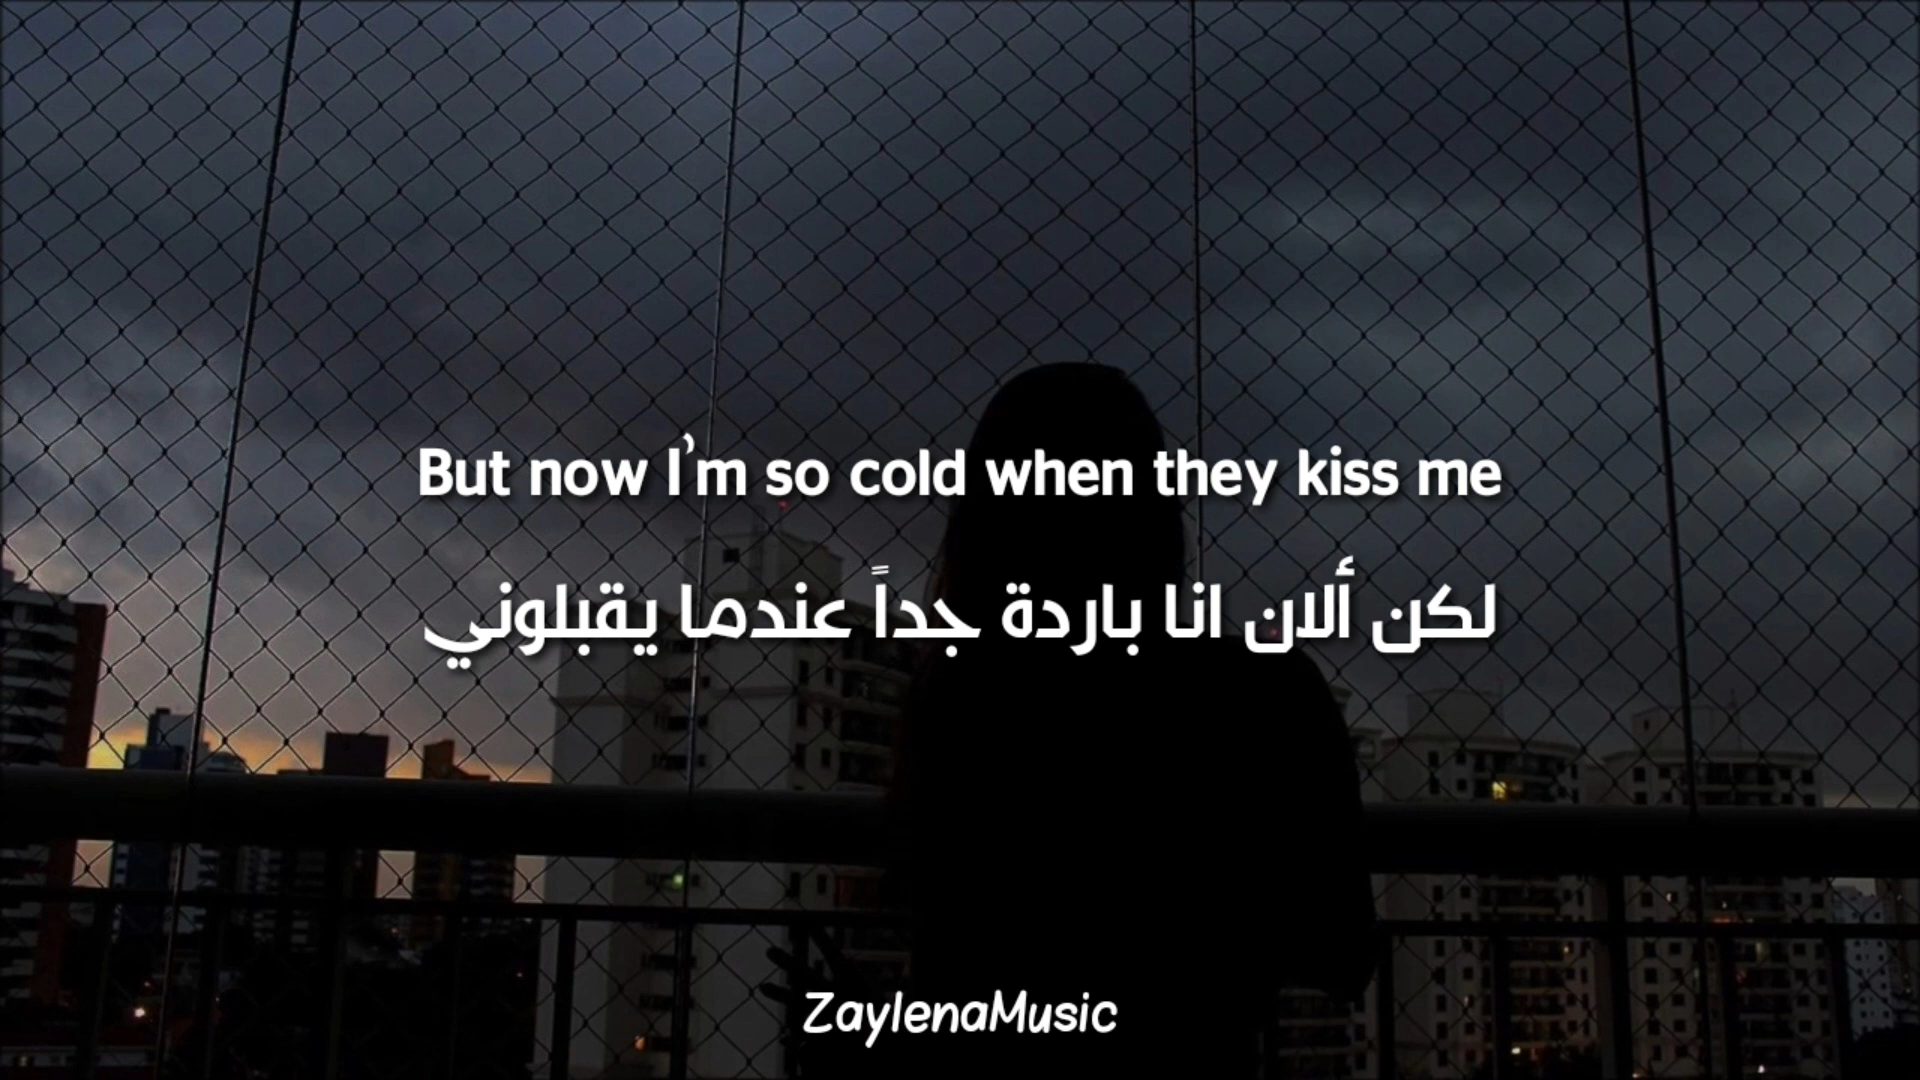 But now I'm so cold when they kiss me
لكن ألان انا باردة جداً عندما يقبلوني
ZaylenaMusic